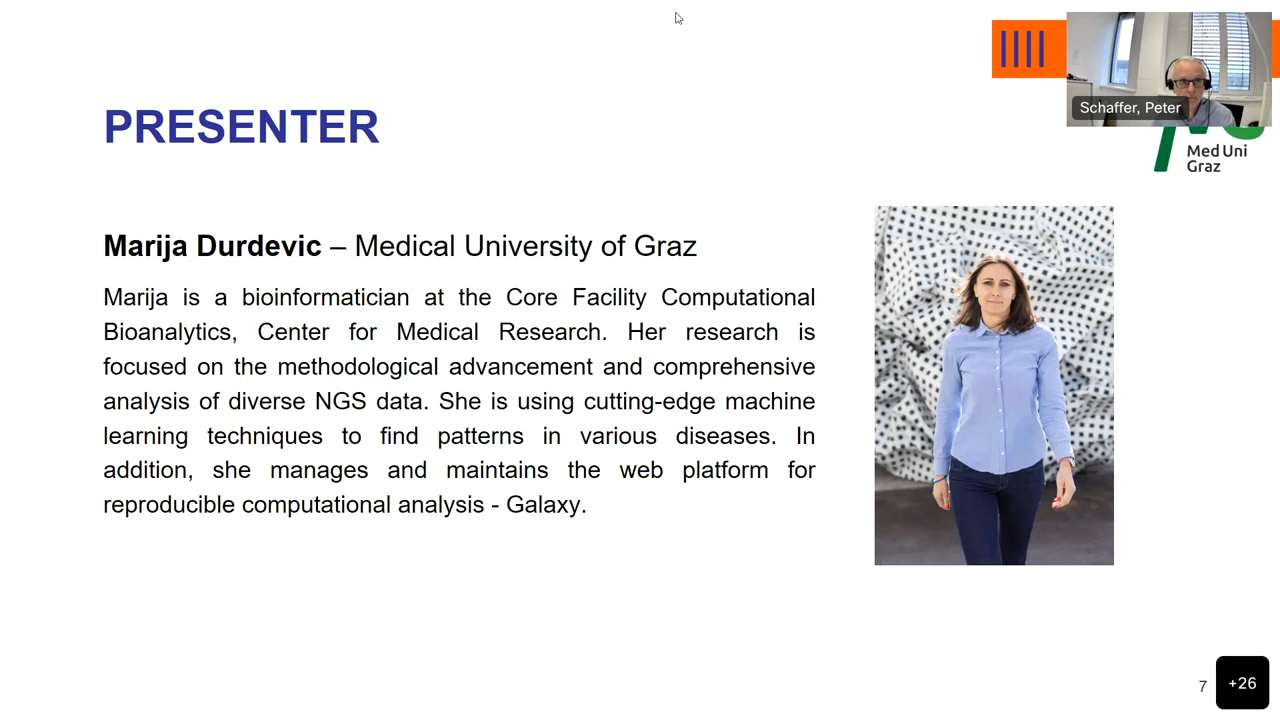 Schaffer, Peter
Med Uni
Graz
PRESENTER
Marija Durdevic – Medical University of Graz
Marija is a bioinformatician at the Core Facility Computational
Bioanalytics, Center for Medical Research. Her research is
focused on the methodological advancement and comprehensive
analysis of diverse NGS data. She is using cutting-edge machine
learning techniques to find patterns in various diseases. In
addition, she manages and maintains the web platform for
reproducible computational analysis - Galaxy.
7
+26